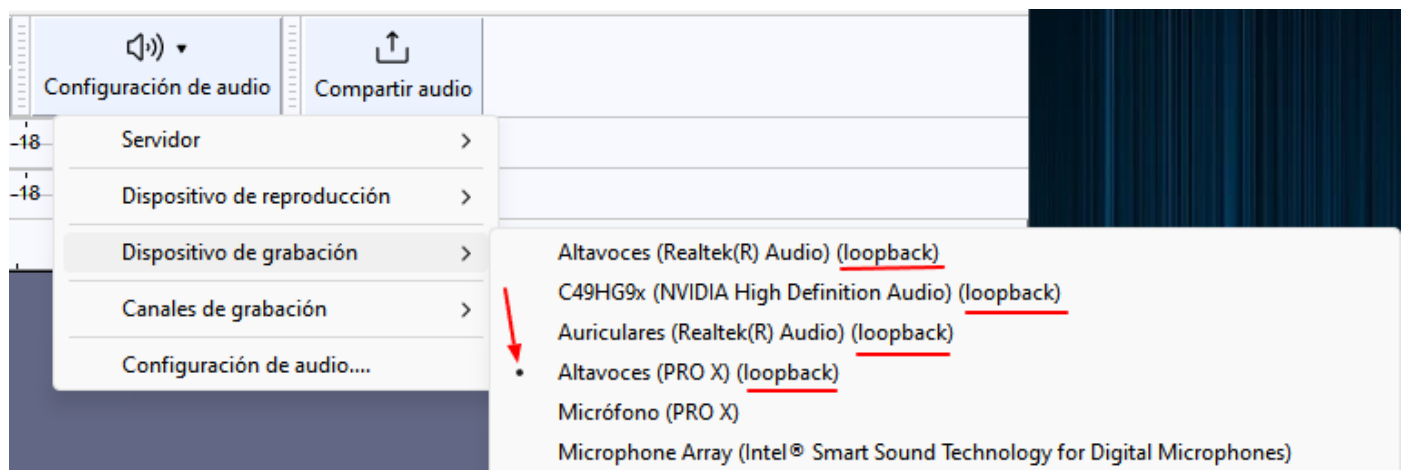 Configuración de audio
Compartir audio
-18
Servidor
-18
Dispositivo de reproducción
Dispositivo de grabación
Altavoces (Realtek(R) Audio) (loopback)
C49HG9x (NVIDIA High Definition Audio) (loopback)
Canales de grabación
Auriculares (Realtek(R) Audio) (loopback)
Configuración de audio....
Altavoces (PRO X) (loopback)
Micrófono (PRO X)
Microphone Array (Intel® Smart Sound Technology for Digital Microphones)